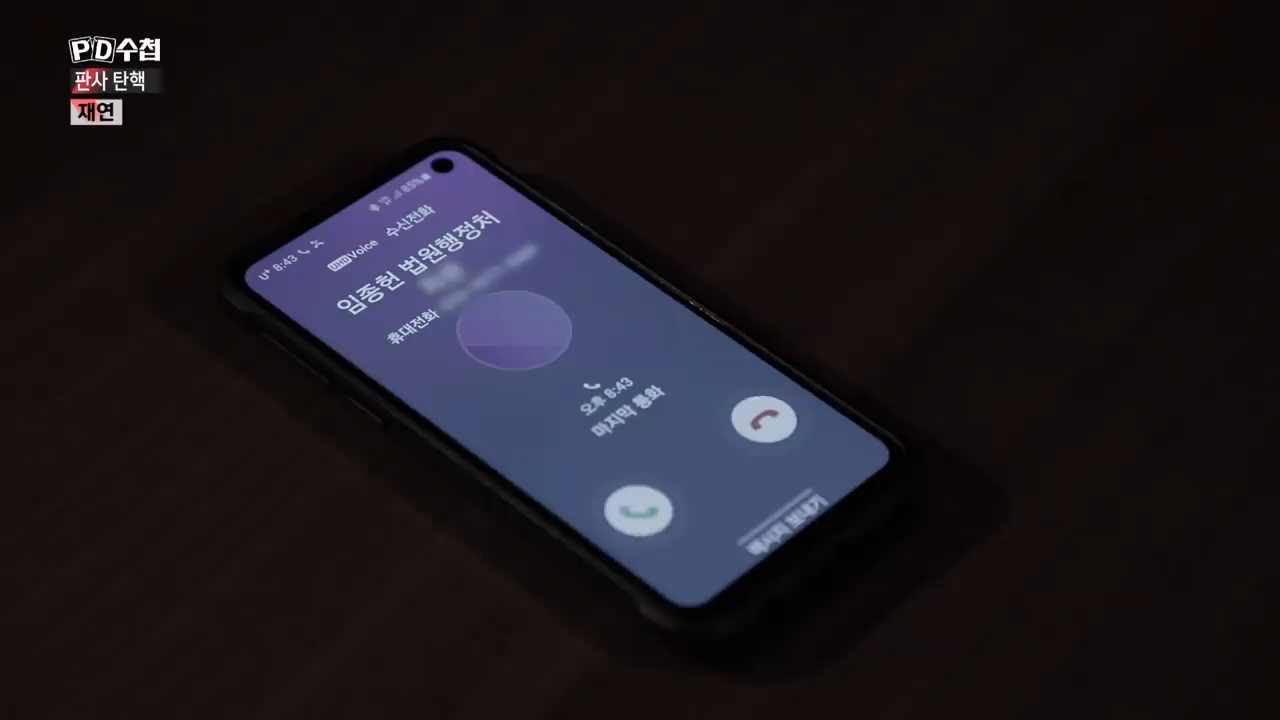 PD수첩
판사 탄핵
재연
U+ 8:43
85%
UHD Voice 수신전화
임종헌 법원행정처
휴대전화
오후 8:43
마지막 통화
메시지 보내기